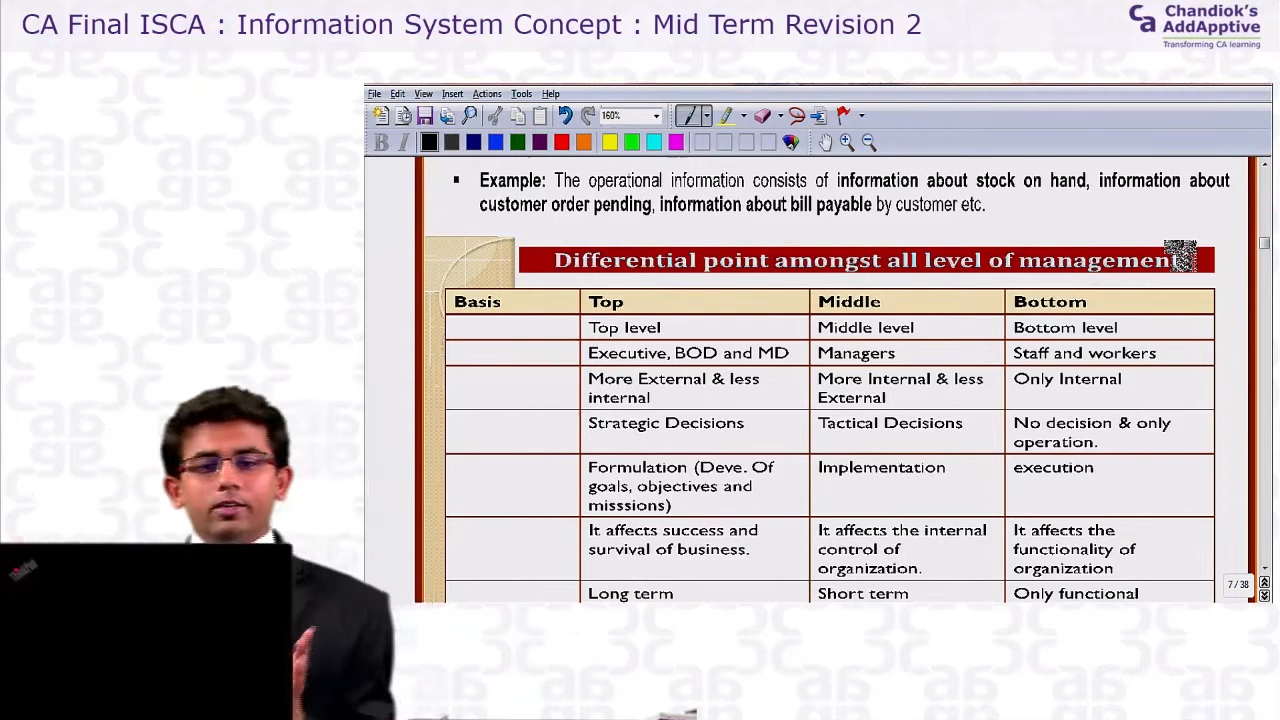 CA Final ISCA : Information System Concept : Mid Term Revision 2
Ca
Chandiok's
AddApptive
Transforming CA learning
File Edit View Insert Actions Tools Help
160%
B I
▪ Example: The operational information consists of information about stock on hand, information about
customer order pending, information about bill payable by customer etc.
Differential point amongst all level of management
Basis Top Middle Bottom
Top level Middle level Bottom level
Executive, BOD and MD Managers Staff and workers
More External & less
internal
More Internal & less
External
Only Internal
Strategic Decisions Tactical Decisions
No decision & only
operation.
Formulation (Deve. Of
goals, objectives and
misssions)
Implementation execution
It affects success and
survival of business.
It affects the internal
control of
organization.
It affects the
functionality of
organization
Long term Short term Only functional
7/38